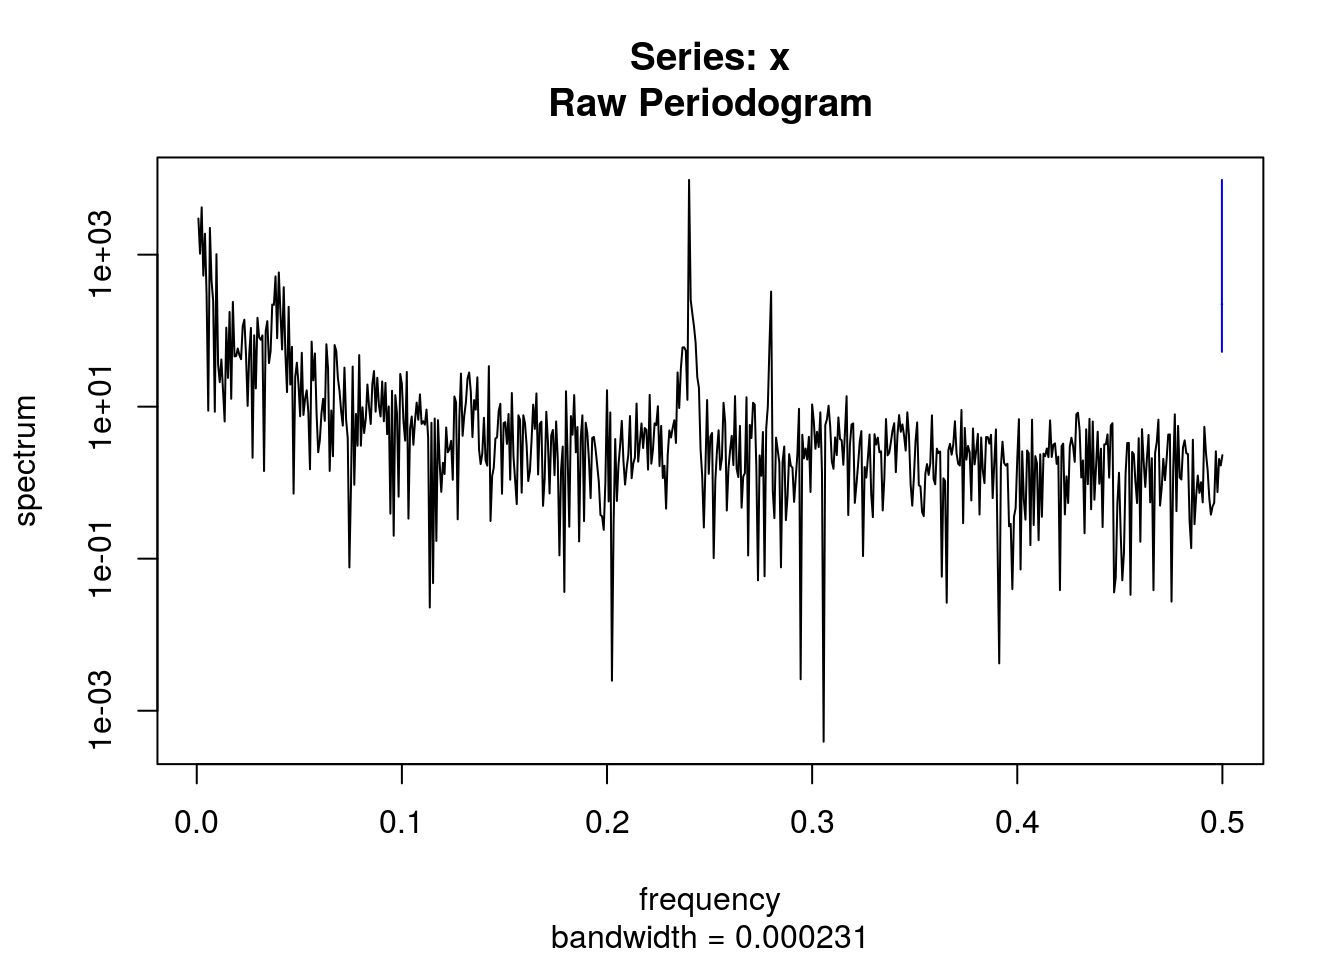 Series: x
Raw Periodogram
spectrum
1e+03
1e+01
1e-01
1e-03
0.0 0.1 0.2 0.3 0.4 0.5
frequency
bandwidth = 0.000231